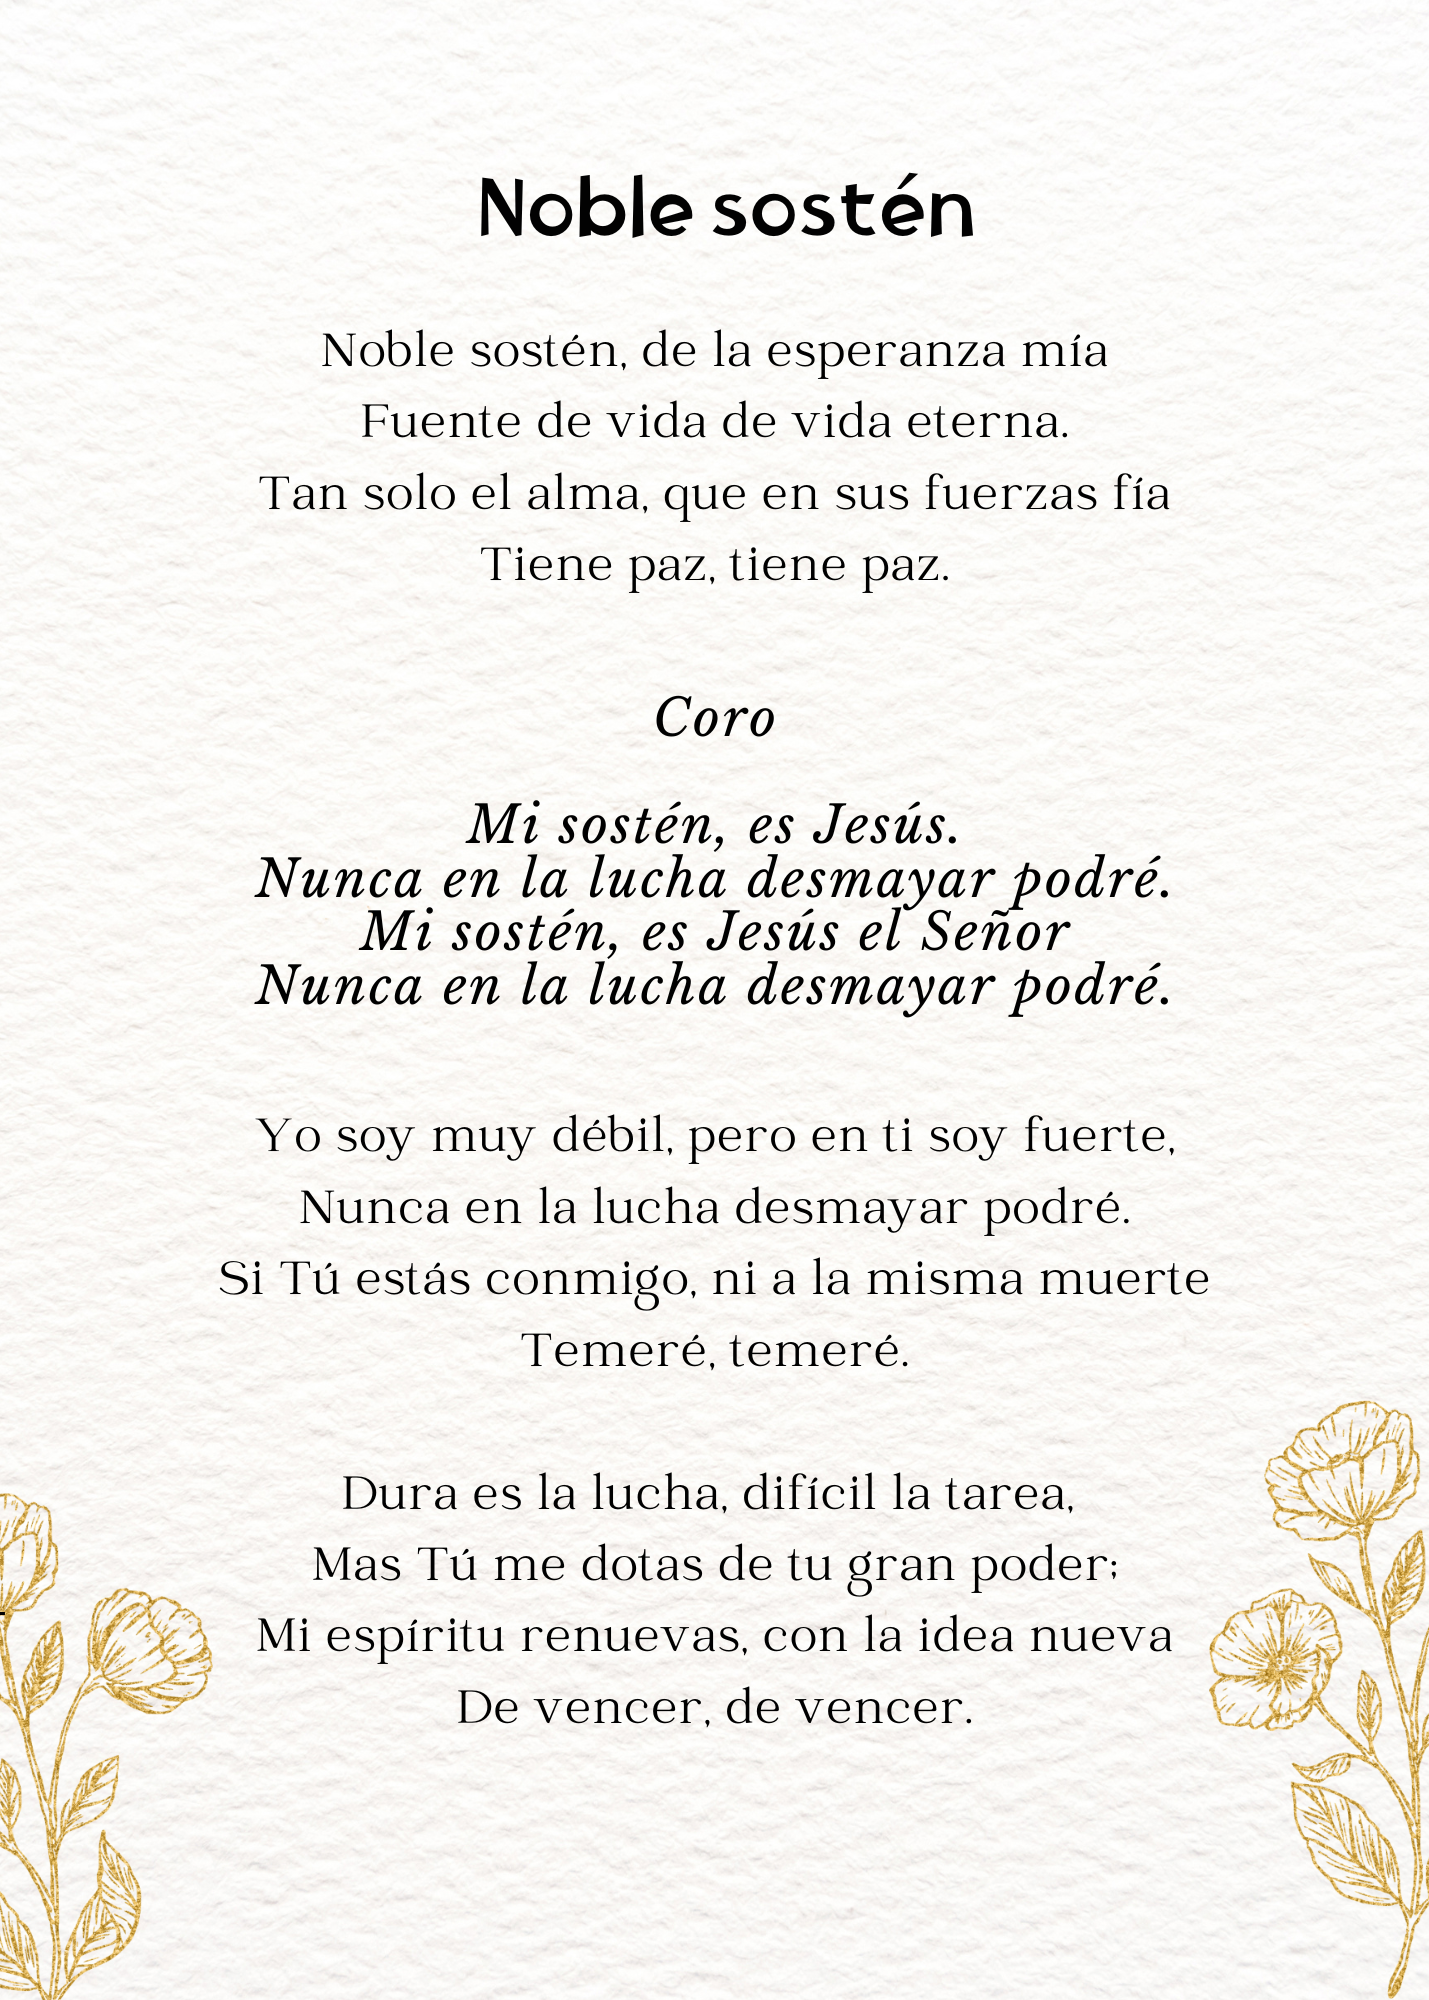 Noble sostén
Noble sostén, de la esperanza mía
Fuente de vida de vida eterna.
Tan solo el alma, que en sus fuerzas fía
Tiene paz, tiene paz.
Coro
Mi sostén, es Jesús.
Nunca en la lucha desmayar podré.
Mi sostén, es Jesús el Señor
Nunca en la lucha desmayar podré.
Yo soy muy débil, pero en ti soy fuerte,
Nunca en la lucha desmayar podré.
Si Tú estás conmigo, ni a la misma muerte
Temeré, temeré.
Dura es la lucha, difícil la tarea,
Mas Tú me dotas de tu gran poder;
Mi espíritu renuevas, con la idea nueva
De vencer, de vencer.